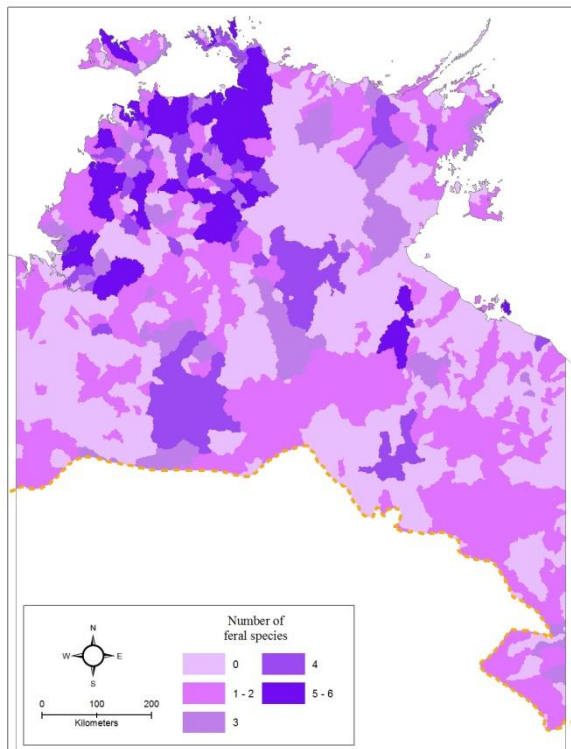 N
W E
S
0 100 200
Kilometers
Number of
feral species
0 4
1 - 2 5 - 6
3